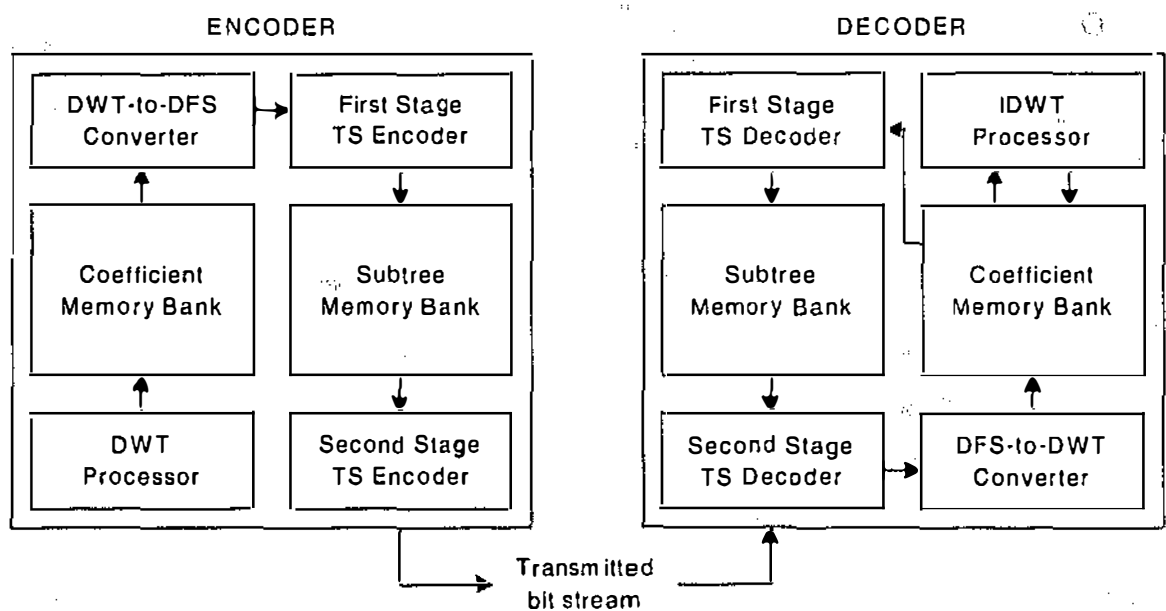 ENCODER
DWT-to-DFS
Converter
First Stage
TS Encoder
Coefficient
Memory Bank
Subtree
Memory Bank
DWT
Processor
Second Stage
TS Encoder
DECODER
First Stage
TS Decoder
IDWT
Processor
Subtree
Memory Bank
Coefficient
Memory Bank
Second Stage
TS Decoder
DFS-to-DWT
Converter
Transmitted
bit stream